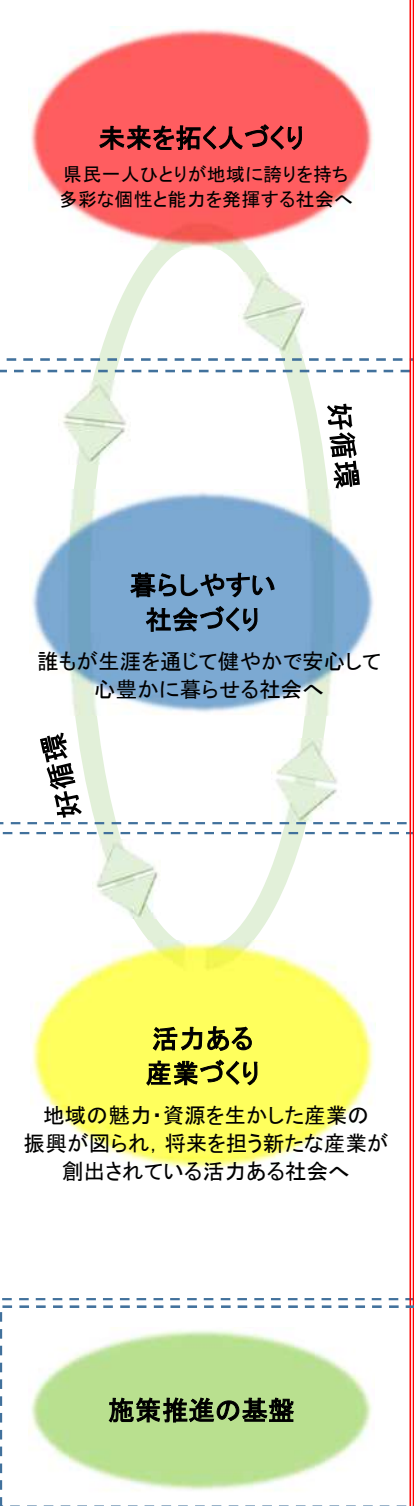 未来を拓く人づくり
県民一人ひとりが地域に誇りを持ち
多彩な個性と能力を発揮する社会へ
好循環
暮らしやすい
社会づくり
誰もが生涯を通じて健やかで安心して
心豊かに暮らせる社会へ
好循環
活力ある
産業づくり
地域の魅力・資源を生かした産業の
振興が図られ，将来を担う新たな産業が
創出されている活力ある社会へ
施策推進の基盤